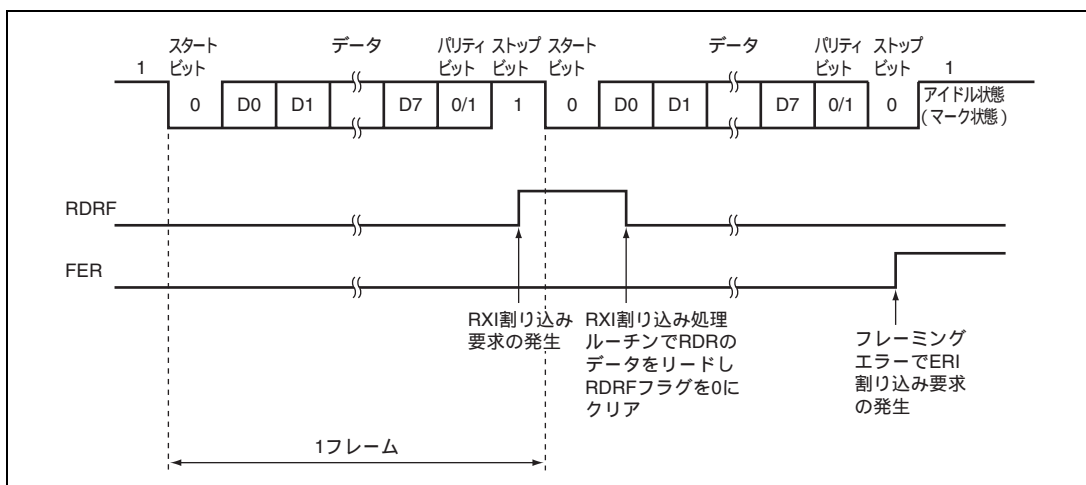 スタート データ パリティ ストップ スタート データ パリティ ストップ
1 ビット ビット ビット ビット ビット ビット 1
0 D0 D1 D7 0/1 1 0 D0 D1 D7 0/1 0 アイドル状態
(マーク状態)
RDRF
FER
RXI割り込み
要求の発生
RXI割り込み処理
ルーチンでRDRの
データをリードし
RDRFフラグを0に
クリア
フレーミング
エラーでERI
割り込み要求
の発生
1フレーム